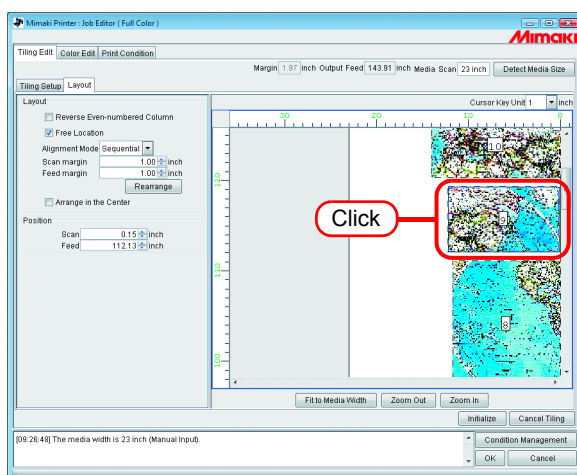 Mimaki Printer : Job Editor ( Full Color )
Mimaki
Tiling Edit Color Edit Print Condition
Margin 1.97 inch Output Feed 143.91 inch Media Scan 23 inch Detect Media Size
Tiling Setup Layout
Layout
Cursor Key Unit 1 inch
Reverse Even-numbered Column
30 20 10 0
Free Location
Alignment Mode Sequential
10
Scan margin 1.00 inch
Feed margin 1.00 inch
120
Rearrange
Arrange in the Center
Position
Click
9
Scan 0.15 inch
Feed 112.13 inch
110
8
100
Fit to Media Width Zoom Out Zoom In
Initialize Cancel Tiling
[09:26:48] The media width is 23 inch (Manual Input).
Condition Management
OK Cancel